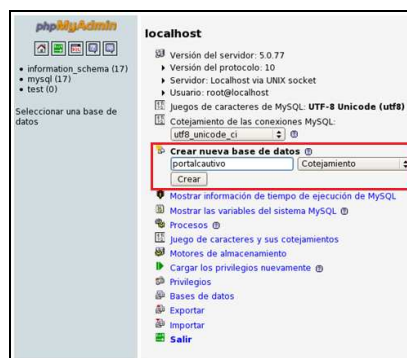 phpMyAdmin
information_schema (17)
mysql (17)
test (0)
Seleccionar una base de
datos
localhost
Versión del servidor: 5.0.77
Versión del protocolo: 10
Servidor: Localhost via UNIX socket
Usuario: root@localhost
Juegos de caracteres de MySQL: UTF-8 Unicode (utf8)
Cotejamiento de las conexiones MySQL:
utf8_unicode_ci
Crear nueva base de datos
portalcautivo Cotejamiento
Crear
Mostrar información de tiempo de ejecución de MySQL
Mostrar las variables del sistema MySQL
Procesos
Juego de caracteres y sus cotejamientos
Motores de almacenamiento
Cargar los privilegios nuevamente
Privilegios
Bases de datos
Exportar
Importar
Salir